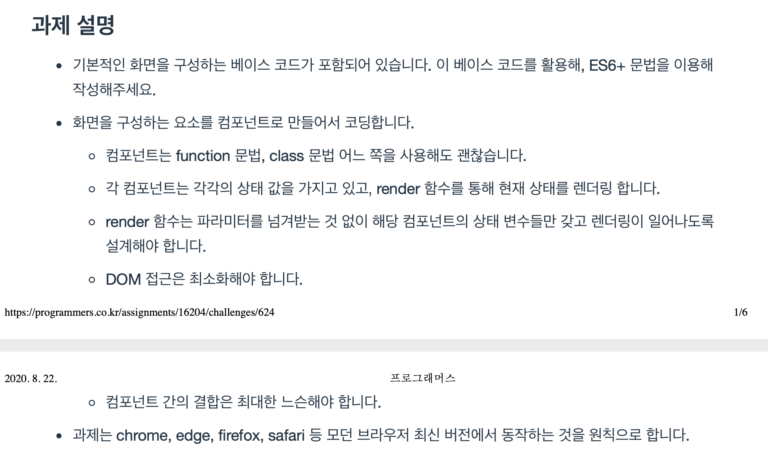 과제 설명
• 기본적인 화면을 구성하는 베이스 코드가 포함되어 있습니다. 이 베이스 코드를 활용해, ES6+ 문법을 이용해
작성해주세요.
• 화면을 구성하는 요소를 컴포넌트로 만들어서 코딩합니다.
◦ 컴포넌트는 function 문법, class 문법 어느 쪽을 사용해도 괜찮습니다.
◦ 각 컴포넌트는 각각의 상태 값을 가지고 있고, render 함수를 통해 현재 상태를 렌더링 합니다.
◦ render 함수는 파라미터를 넘겨받는 것 없이 해당 컴포넌트의 상태 변수들만 갖고 렌더링이 일어나도록
설계해야 합니다.
◦ DOM 접근은 최소화해야 합니다.
https://programmers.co.kr/assignments/16204/challenges/624 1/6
2020. 8. 22. 프로그래머스
◦ 컴포넌트 간의 결합은 최대한 느슨해야 합니다.
• 과제는 chrome, edge, firefox, safari 등 모던 브라우저 최신 버전에서 동작하는 것을 원칙으로 합니다.